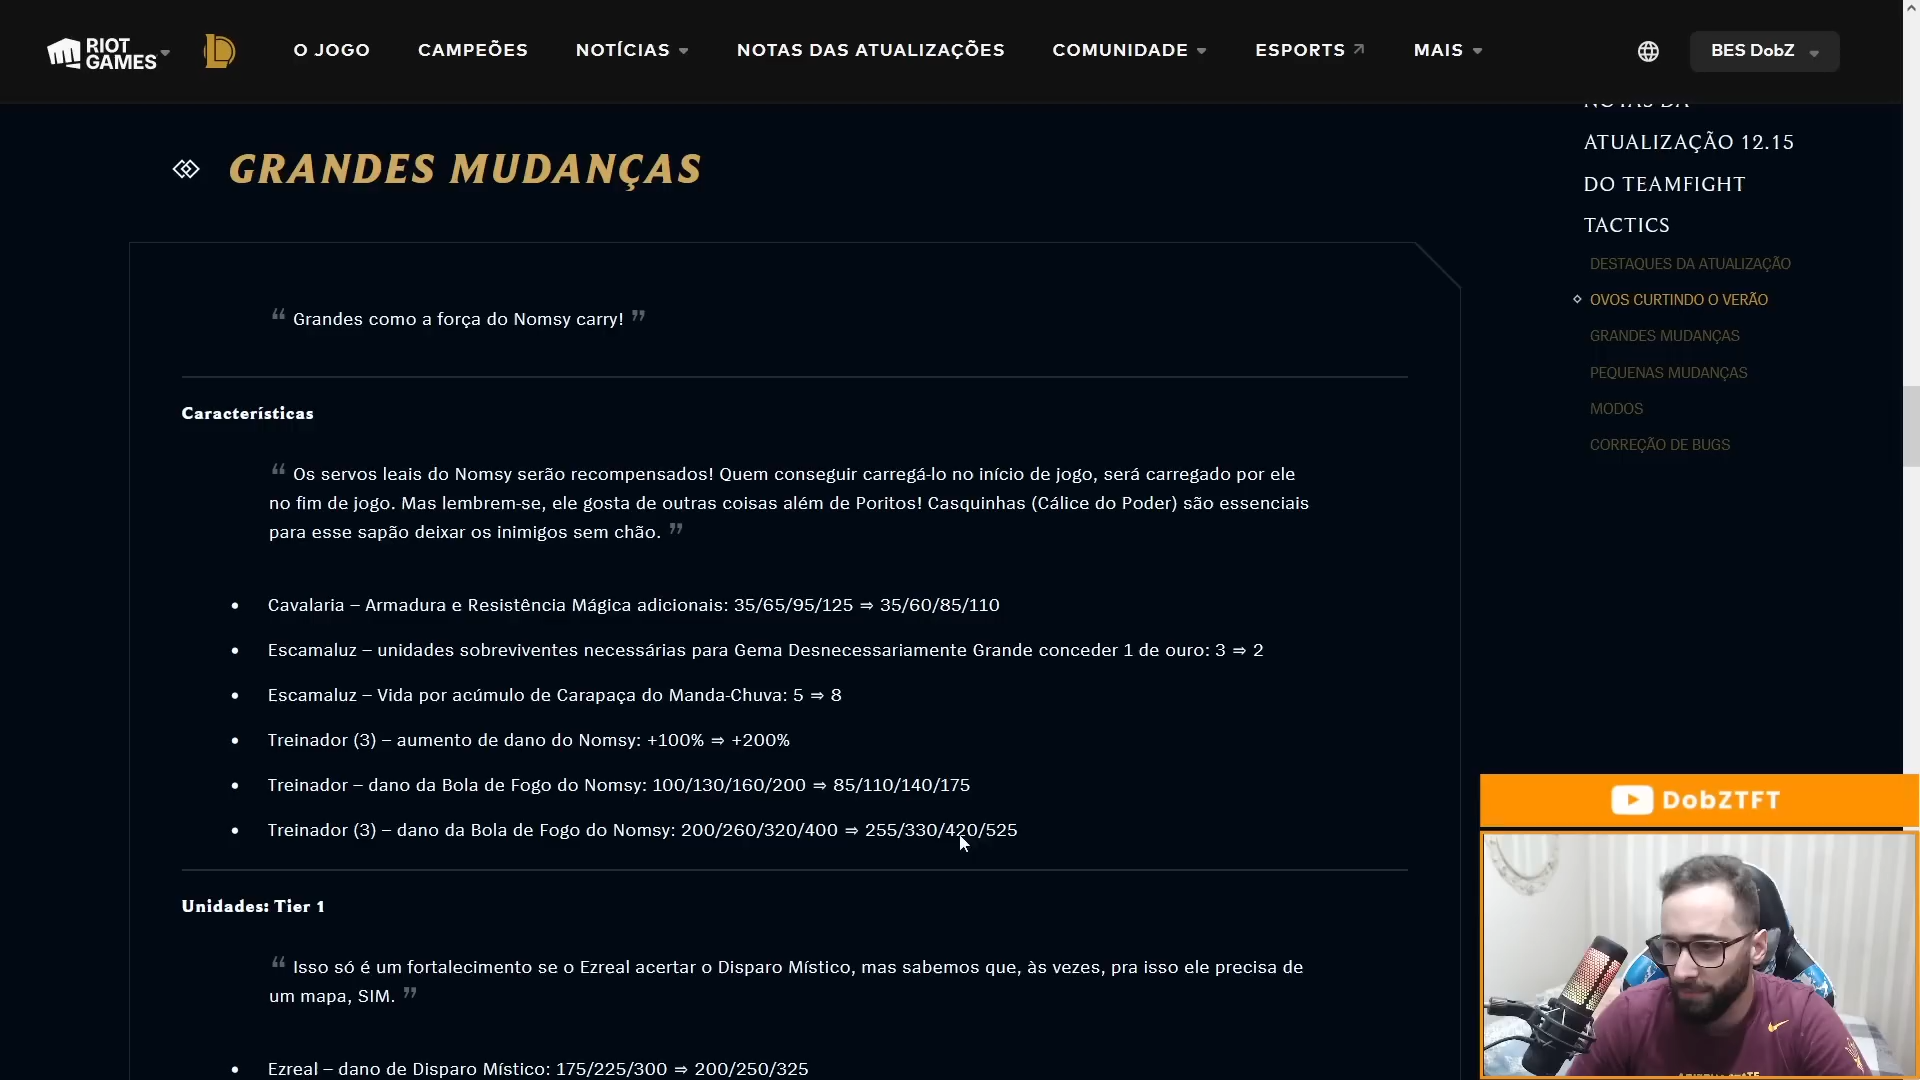 RIOT GAMES
O JOGO
CAMPEÕES
NOTÍCIAS
NOTAS DAS ATUALIZAÇÕES
COMUNIDADE
ESPORTS
MAIS
BES DobZ
GRANDES MUDANÇAS
“ Grandes como a força do Nomsy carry! ”
Características
“ Os servos leais do Nomsy serão recompensados! Quem conseguir carregá-lo no início de jogo, será carregado por ele
no fim de jogo. Mas lembrem-se, ele gosta de outras coisas além de Poritos! Casquinhas (Cálice do Poder) são essenciais
para esse sapão deixar os inimigos sem chão. ”
• Cavalaria – Armadura e Resistência Mágica adicionais: 35/65/95/125 ⇒ 35/60/85/110
• Escamaluz – unidades sobreviventes necessárias para Gema Desnecessariamente Grande conceder 1 de ouro: 3 ⇒ 2
• Escamaluz – Vida por acúmulo de Carapaça do Manda-Chuva: 5 ⇒ 8
• Treinador (3) – aumento de dano do Nomsy: +100% ⇒ +200%
• Treinador – dano da Bola de Fogo do Nomsy: 100/130/160/200 ⇒ 85/110/140/175
• Treinador (3) – dano da Bola de Fogo do Nomsy: 200/260/320/400 ⇒ 255/330/420/525
Unidades: Tier 1
“ Isso só é um fortalecimento se o Ezreal acertar o Disparo Místico, mas sabemos que, às vezes, pra isso ele precisa de
um mapa, SIM. ”
• Ezreal – dano de Disparo Místico: 175/225/300 ⇒ 200/250/325
NOTAS DA
ATUALIZAÇÃO 12.15
DO TEAMFIGHT
TACTICS
DESTAQUES DA ATUALIZAÇÃO
OVOS CURTINDO O VERÃO
GRANDES MUDANÇAS
PEQUENAS MUDANÇAS
MODOS
CORREÇÃO DE BUGS
DobZTFT